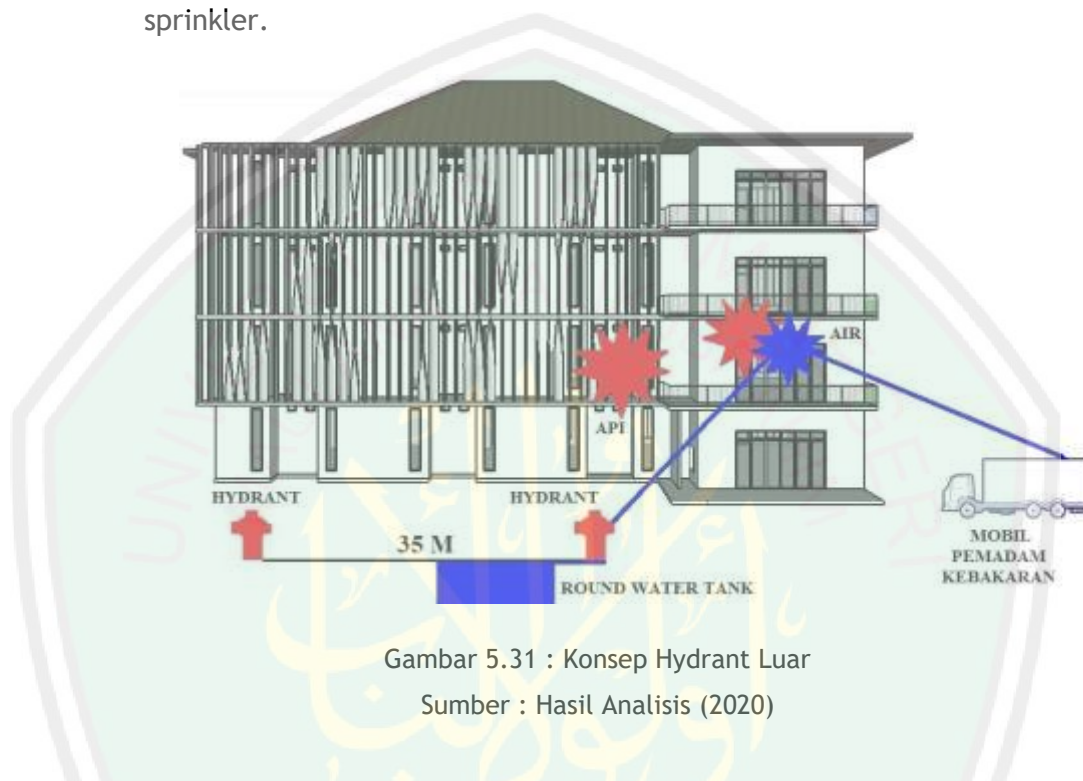 sprinkler.
AIR
API
HYDRANT
HYDRANT
35 M
MOBIL
PEMADAM
KEBAKARAN
ROUND WATER TANK
Gambar 5.31 : Konsep Hydrant Luar
Sumber : Hasil Analisis (2020)